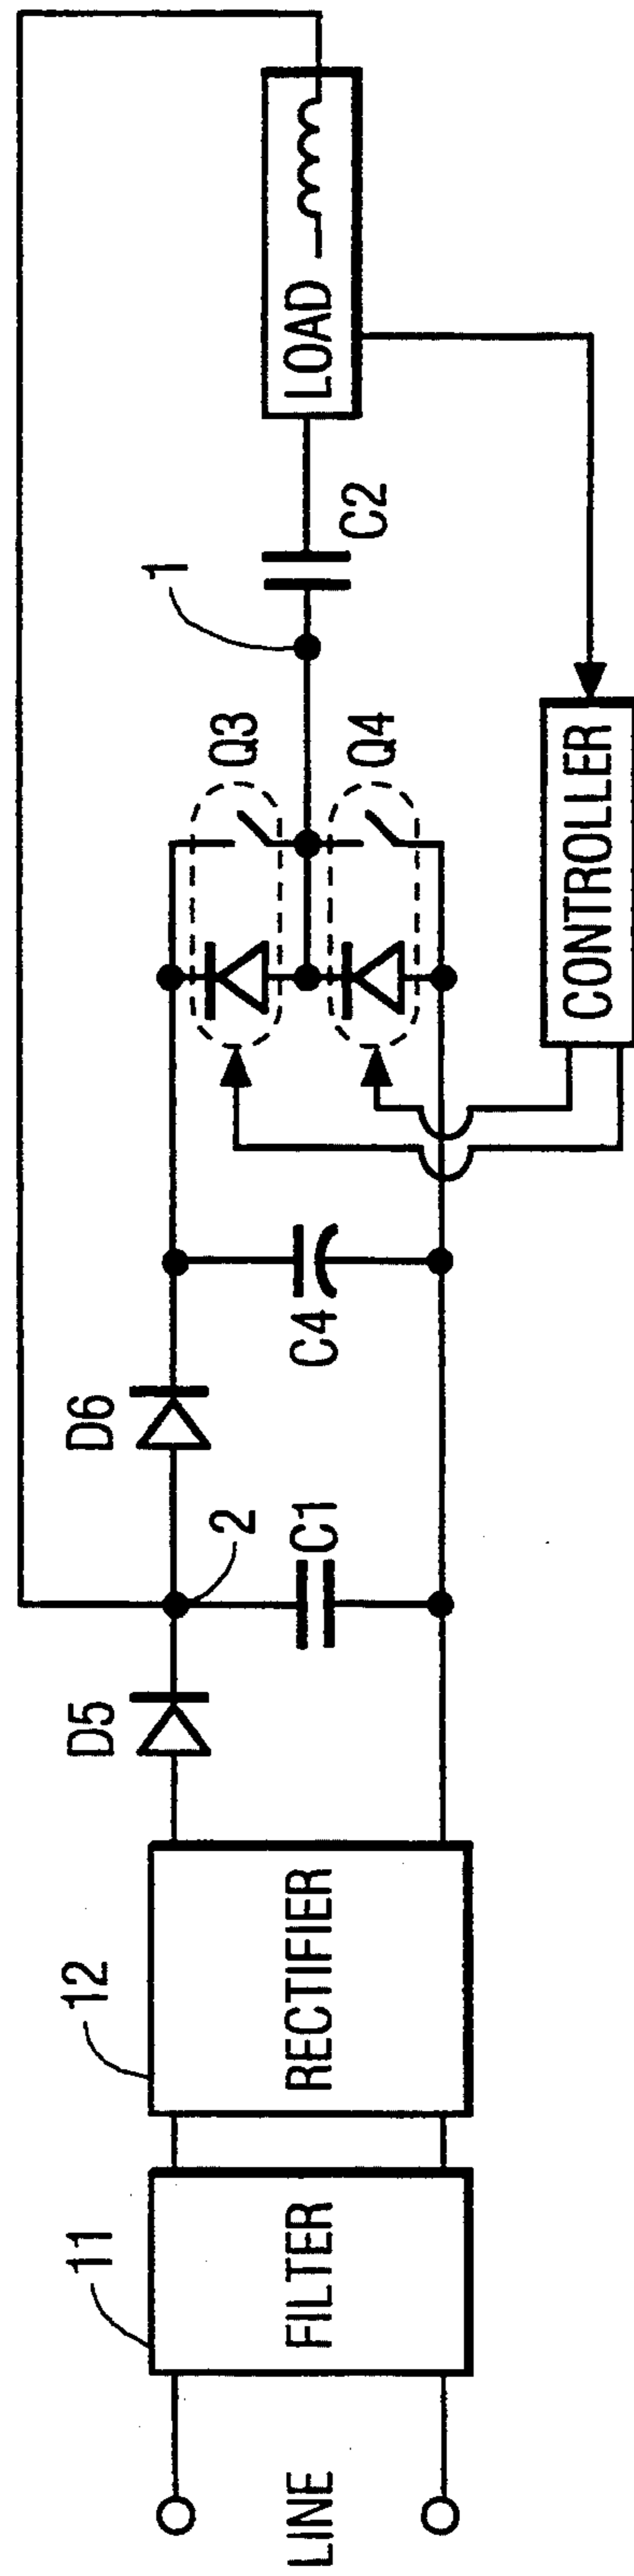 LINE
11
FILTER
12
RECTIFIER
D5
2
C1
D6
C4
Q3
Q4
1
C2
LOAD
CONTROLLER